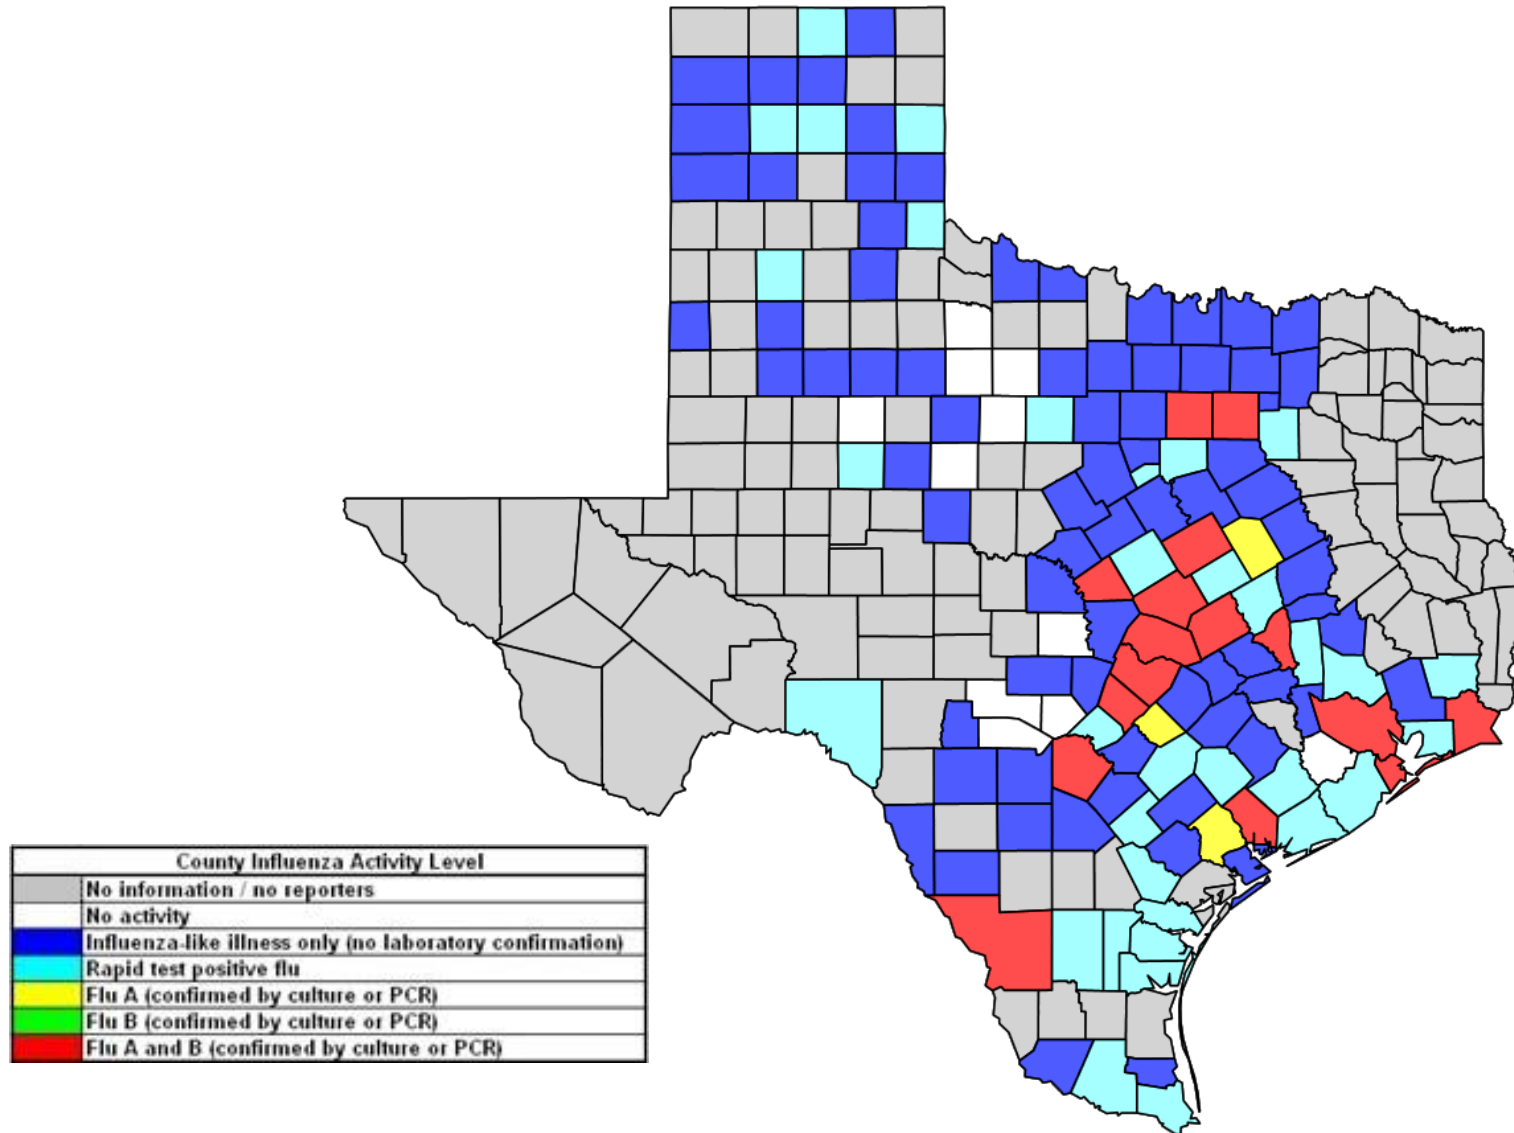 County Influenza Activity Level
No information / no reporters
No activity
Influenza-like illness only (no laboratory confirmation)
Rapid test positive flu
Flu A (confirmed by culture or PCR)
Flu B (confirmed by culture or PCR)
Flu A and B (confirmed by culture or PCR)